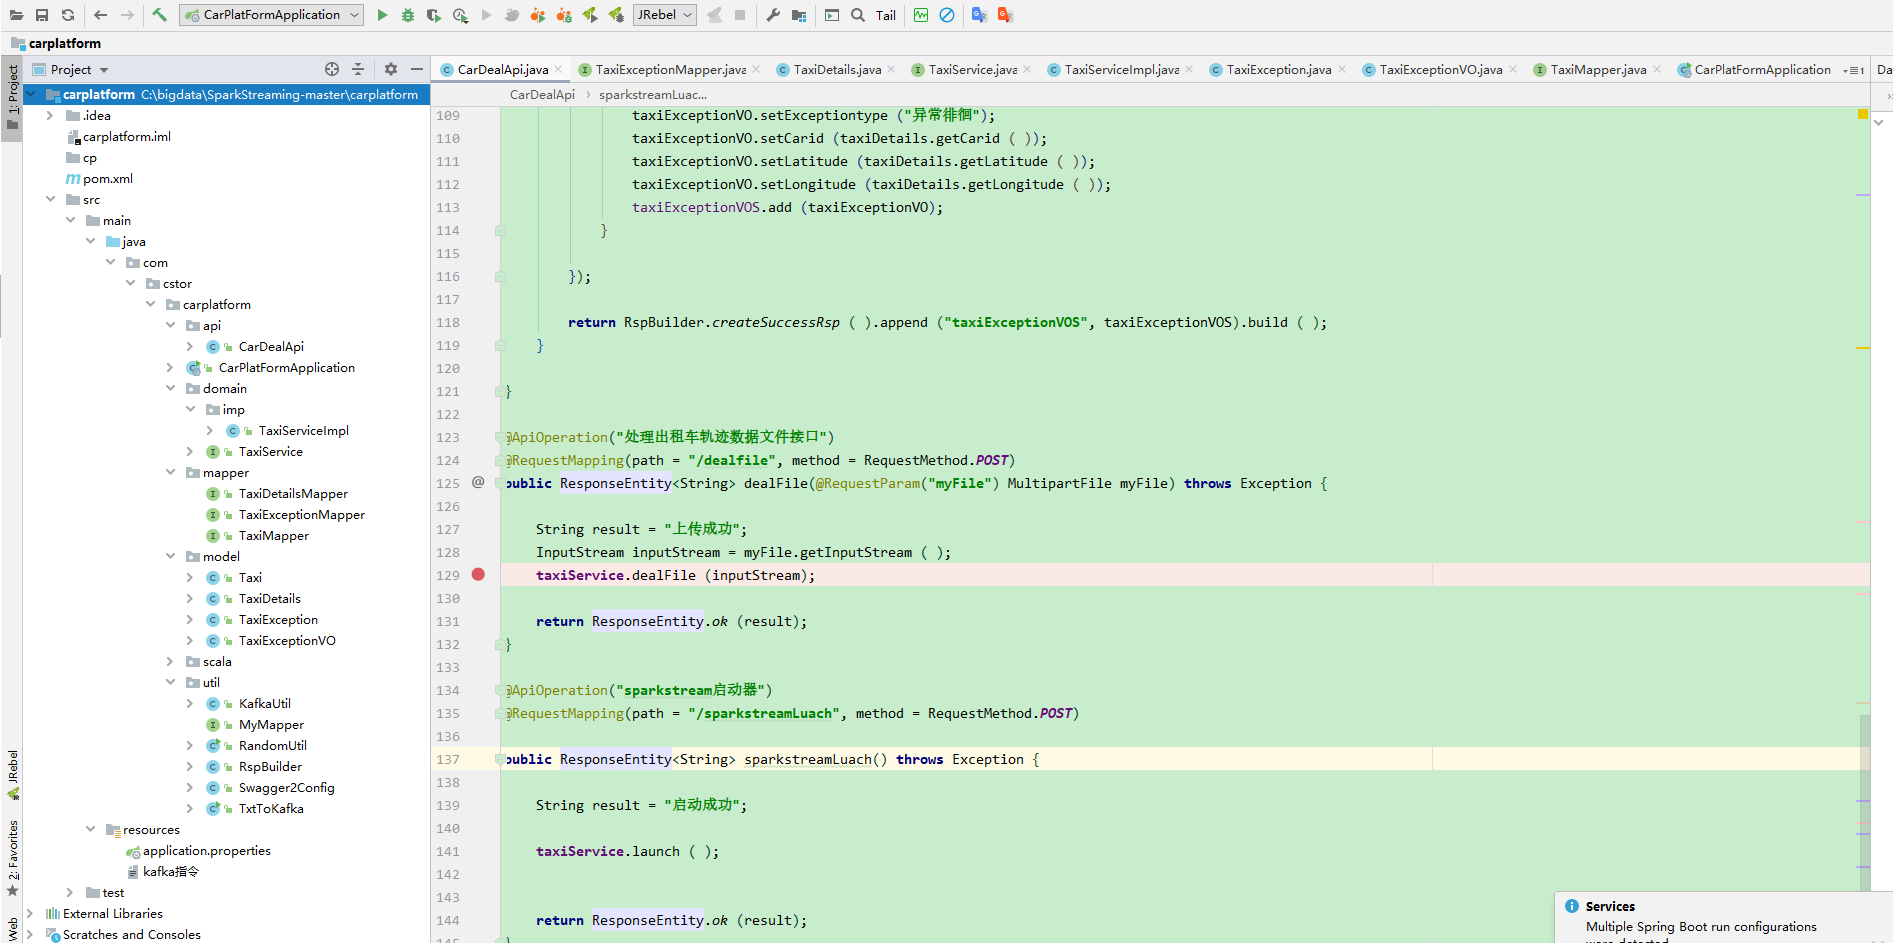 CarPlatFormApplication
JRebel
Tail
carplatform
1: Project
Project
CarDealApi.java
TaxiExceptionMapper.java
TaxiDetails.java
TaxiService.java
TaxiServiceImpl.java
TaxiException.java
TaxiExceptionVO.java
TaxiMapper.java
CarPlatFormApplication
Da
carplatform C:\bigdata\SparkStreaming-master\carplatform
.idea
carplatform.iml
cp
pom.xml
src
main
java
com
cstor
carplatform
api
CarDealApi
CarPlatFormApplication
domain
imp
TaxiServiceImpl
TaxiService
mapper
TaxiDetailsMapper
TaxiExceptionMapper
TaxiMapper
model
Taxi
TaxiDetails
TaxiException
TaxiExceptionVO
scala
util
KafkaUtil
MyMapper
RandomUtil
RspBuilder
Swagger2Config
TxtToKafka
resources
application.properties
kafka指令
test
External Libraries
Scratches and Consoles
JRebel
2: Favorites
Web
CarDealApi › sparkstreamLuac...
109 taxiExceptionVO.setExceptiontype ("异常徘徊");
110 taxiExceptionVO.setCarid (taxiDetails.getCarid ( ));
111 taxiExceptionVO.setLatitude (taxiDetails.getLatitude ( ));
112 taxiExceptionVO.setLongitude (taxiDetails.getLongitude ( ));
113 taxiExceptionVOS.add (taxiExceptionVO);
114 }
115
116 });
117
118 return RspBuilder.createSuccessRsp ( ).append ("taxiExceptionVOS", taxiExceptionVOS).build ( );
119 }
120
121 }
122
123 @ApiOperation("处理出租车轨迹数据文件接口")
124 @RequestMapping(path = "/dealfile", method = RequestMethod.POST)
125 @ public ResponseEntity<String> dealFile(@RequestParam("myFile") MultipartFile myFile) throws Exception {
126
127 String result = "上传成功";
128 InputStream inputStream = myFile.getInputStream ( );
129 taxiService.dealFile (inputStream);
130
131 return ResponseEntity.ok (result);
132 }
133
134 @ApiOperation("sparkstream启动器")
135 @RequestMapping(path = "/sparkstreamLuach", method = RequestMethod.POST)
136
137 public ResponseEntity<String> sparkstreamLuach() throws Exception {
138
139 String result = "启动成功";
140
141 taxiService.launch ( );
142
143
144 return ResponseEntity.ok (result);
Services
Multiple Spring Boot run configurations